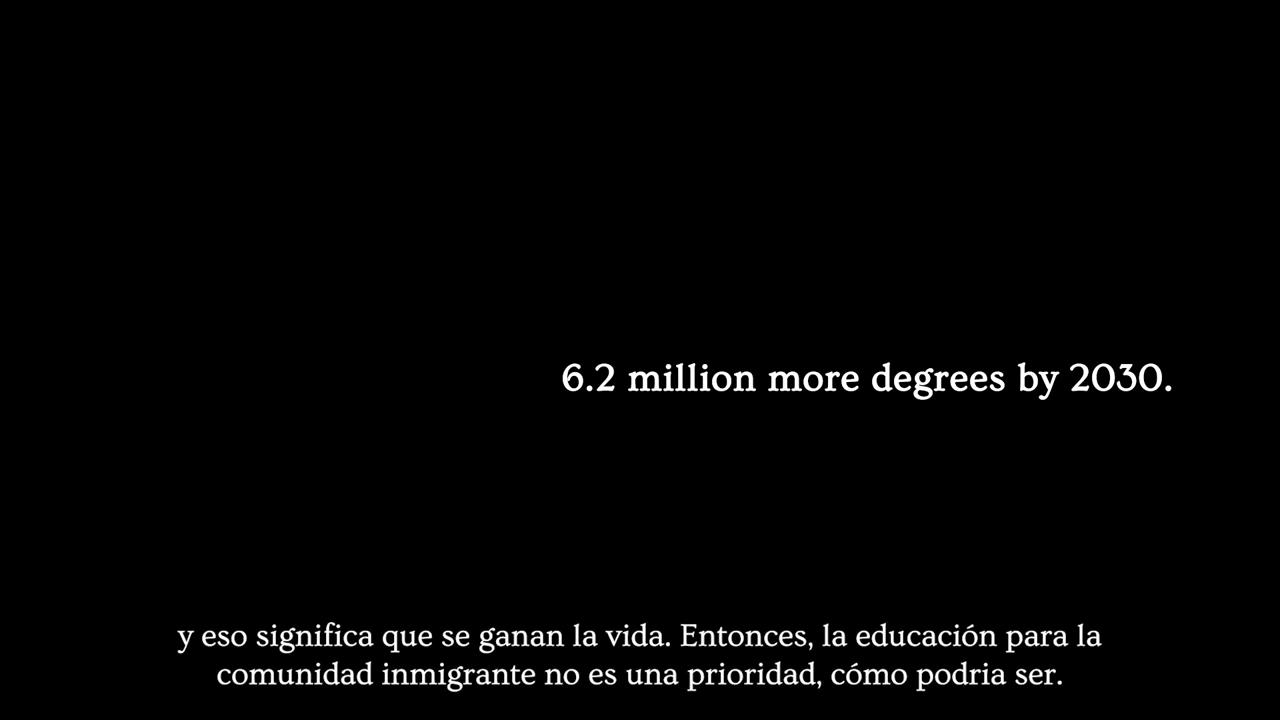 6.2 million more degrees by 2030.
y eso significa que se ganan la vida. Entonces, la educación para la
comunidad inmigrante no es una prioridad, cómo podria ser.